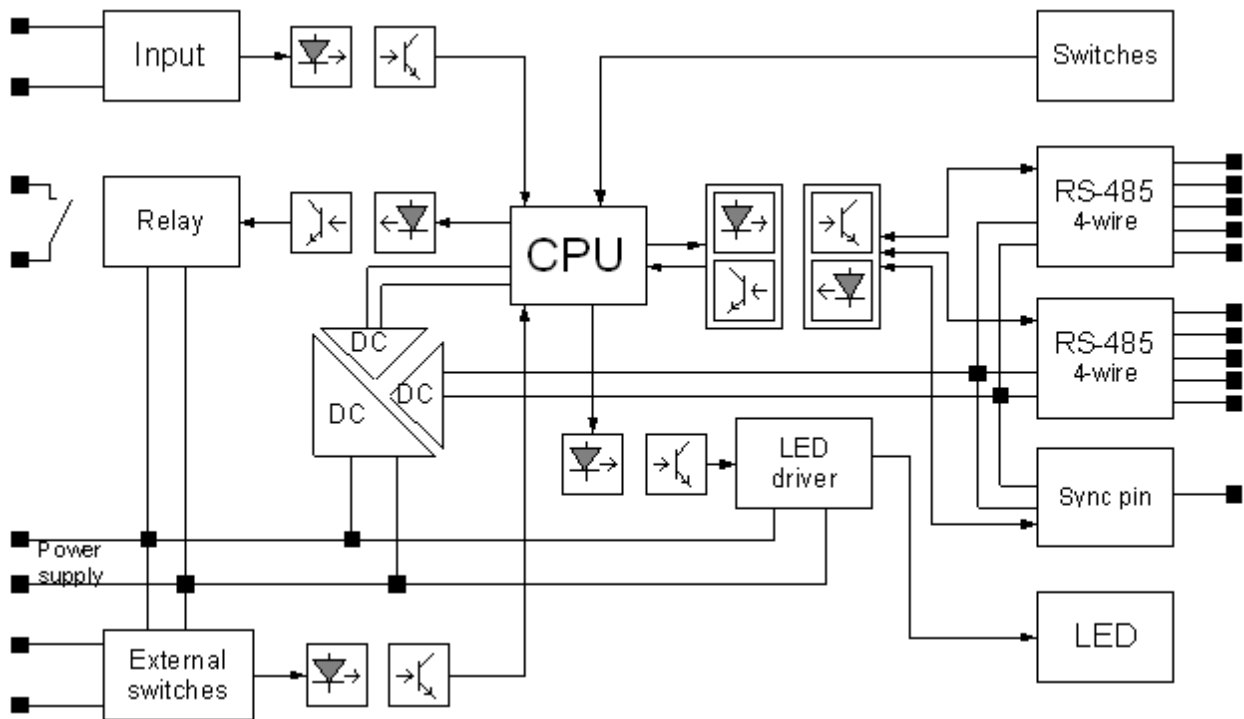 Input
Switches
RS-485
4-wire
Relay
CPU
RS-485
4-wire
DC
DC
DC
LED
driver
Sync pin
Power
supply
External
switches
LED